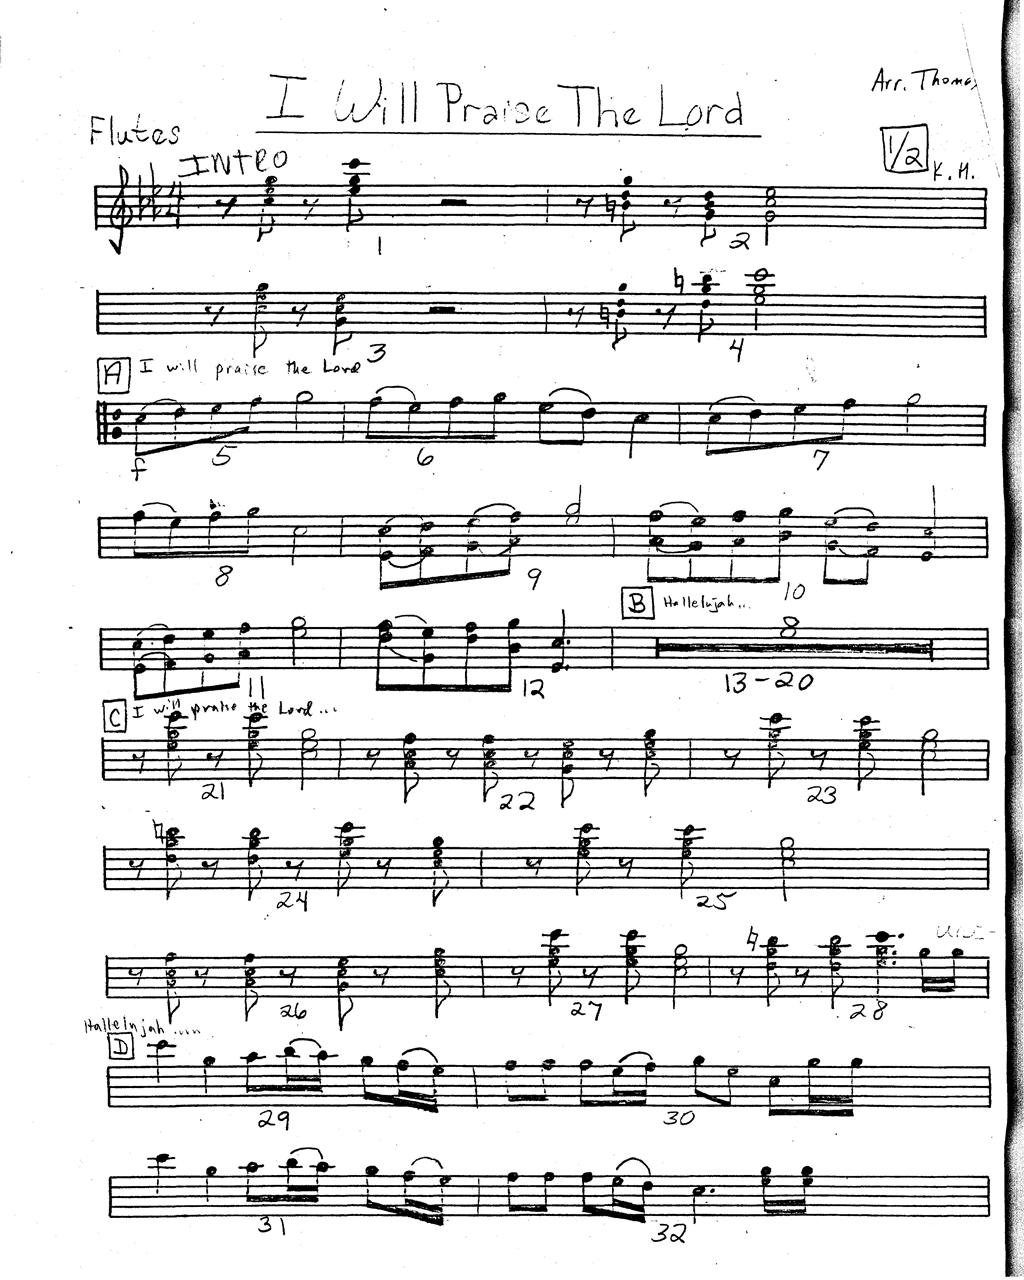 I Will Praise The Lord
Arr. Thomas
Flutes
1/2
K. M.
INTRO
1
2
3
4
A I will praise the Lord
f
5
6
7
8
9
10
B Hallelujah...
8
11
12
13-20
C I will praise the Lord...
21
22
23
24
25
26
27
28
Hallelujah ....
D
29
30
31
32